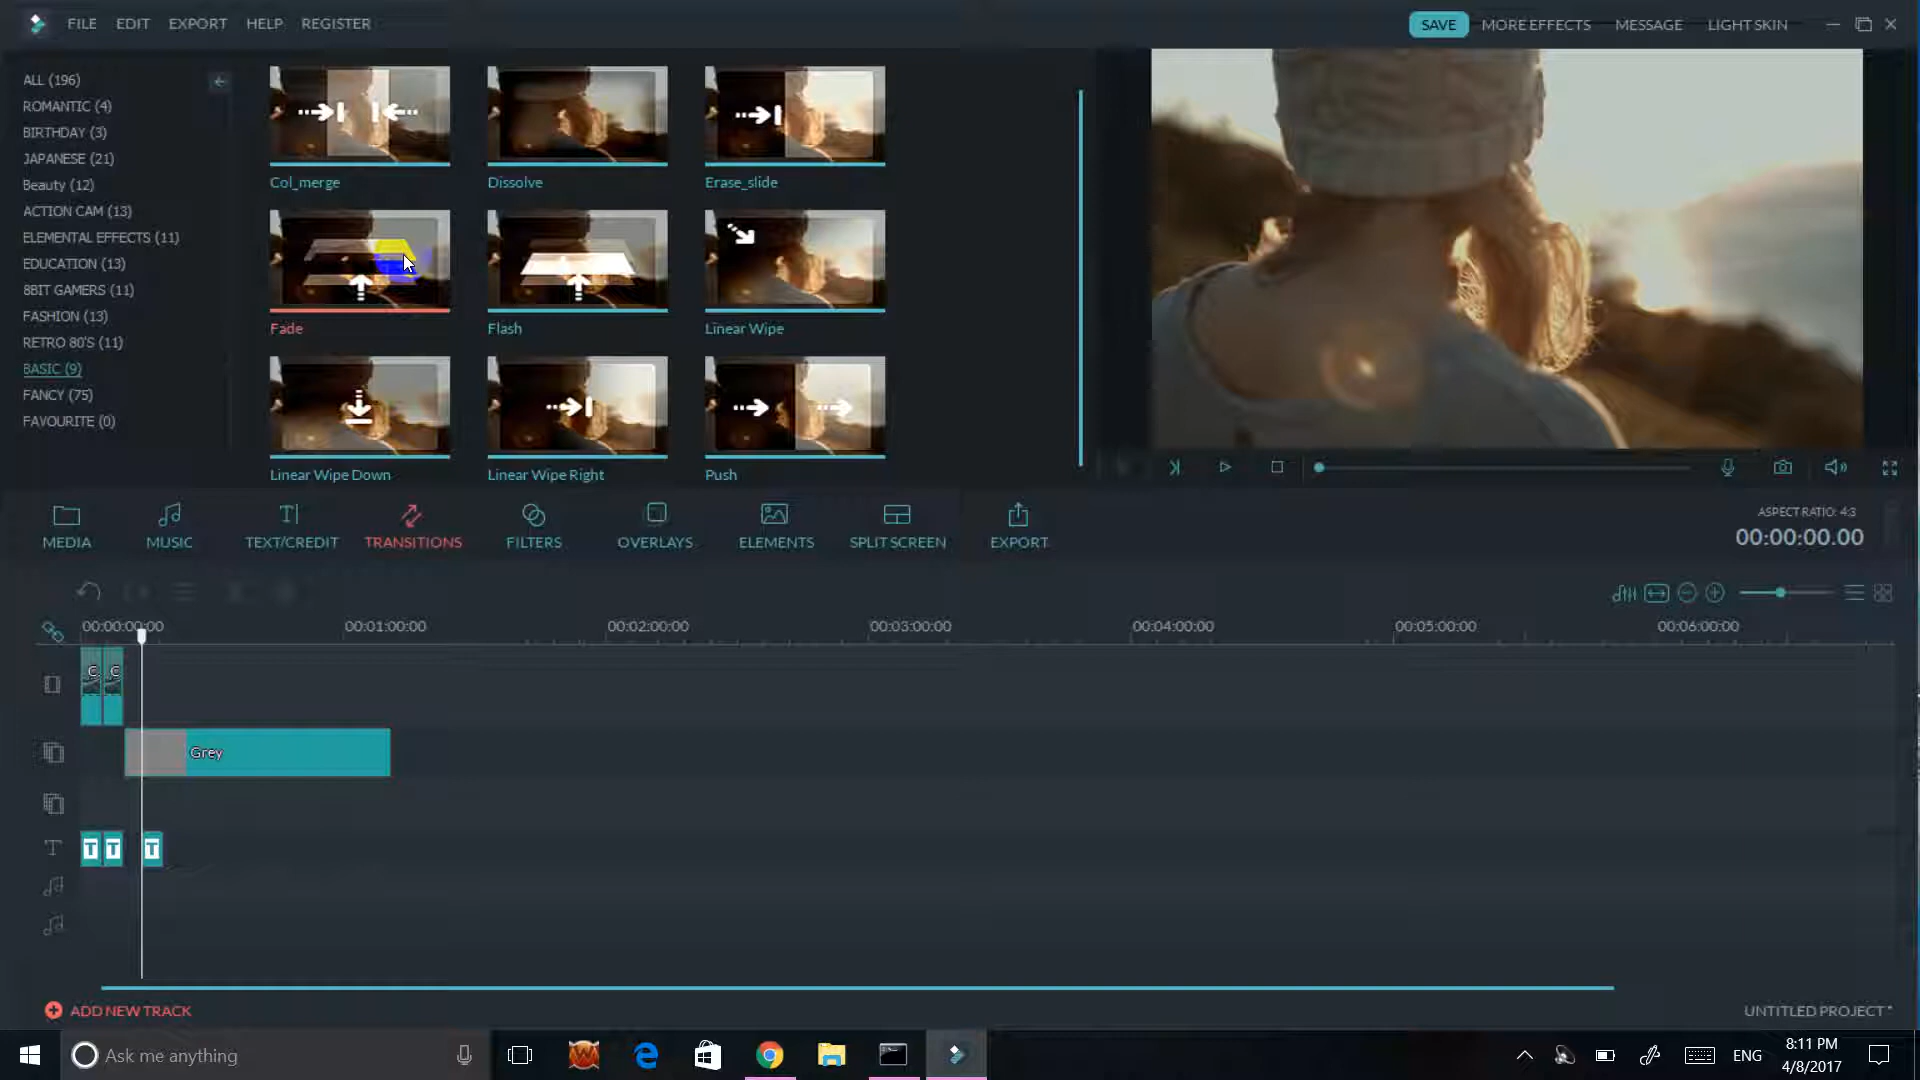 FILE EDIT EXPORT HELP REGISTER
SAVE MORE EFFECTS MESSAGE LIGHT SKIN
ALL (196)
ROMANTIC (4)
BIRTHDAY (3)
JAPANESE (21)
Beauty (12)
ACTION CAM (13)
ELEMENTAL EFFECTS (11)
EDUCATION (13)
8BIT GAMERS (11)
FASHION (13)
RETRO 80'S (11)
BASIC (9)
FANCY (75)
FAVOURITE (0)
Col_merge Dissolve Erase_slide
Fade Flash Linear Wipe
Linear Wipe Down Linear Wipe Right Push
MEDIA MUSIC TEXT/CREDIT TRANSITIONS FILTERS OVERLAYS ELEMENTS SPLIT SCREEN EXPORT
ASPECT RATIO: 4:3
00:00:00.00
00:00:00:00 00:01:00:00 00:02:00:00 00:03:00:00 00:04:00:00 00:05:00:00 00:06:00:00
C C
Grey
T T T
ADD NEW TRACK
UNTITLED PROJECT *
Ask me anything
ENG
8:11 PM
4/8/2017